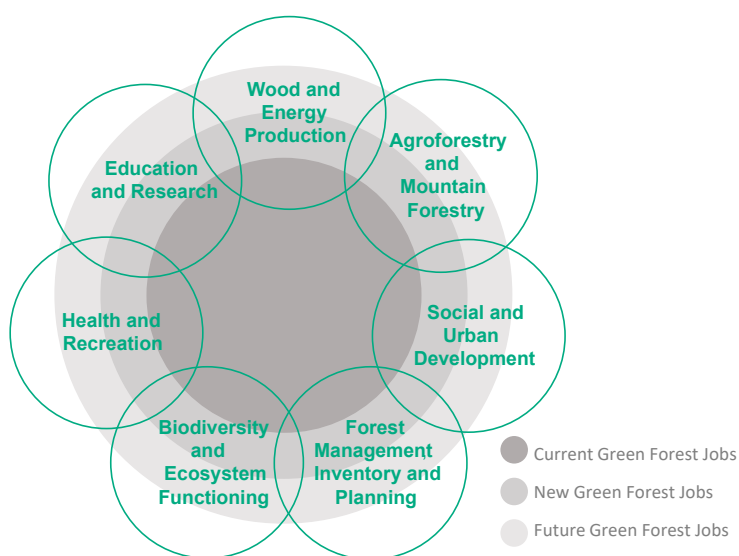 Wood and
Energy
Production
Agroforestry
and
Mountain
Forestry
Education
and Research
Social and
Urban
Development
Health and
Recreation
Biodiversity
and
Ecosystem
Functioning
Forest
Management,
Inventory and
Planning
Current Green Forest Jobs
New Green Forest Jobs
Future Green Forest Jobs